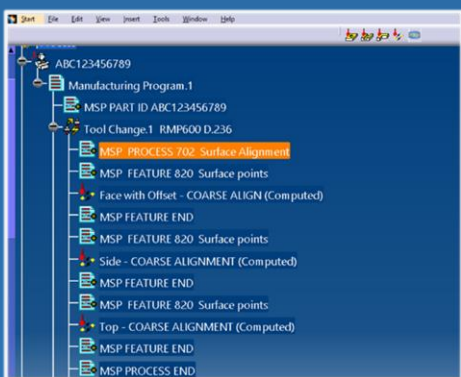 Start File Edit View Insert Tools Window Help
ABC123456789
Manufacturing Program.1
MSP PART ID ABC123456789
Tool Change.1 RMP600 D.236
MSP PROCESS 702 Surface Alignment
MSP FEATURE 820 Surface points
Face with Offset - COARSE ALIGN (Computed)
MSP FEATURE END
MSP FEATURE 820 Surface points
Side - COARSE ALIGNMENT (Computed)
MSP FEATURE END
MSP FEATURE 820 Surface points
Top - COARSE ALIGNMENT (Computed)
MSP FEATURE END
MSP PROCESS END